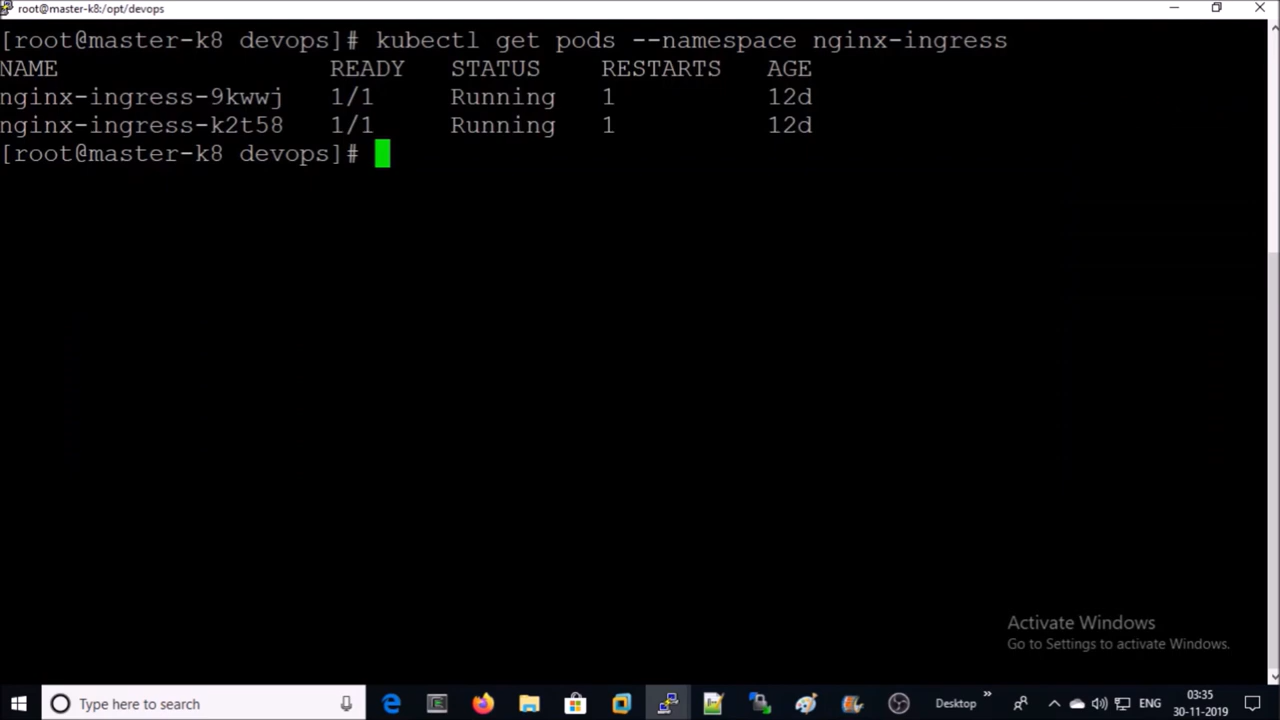 root@master-k8:/opt/devops
[root@master-k8 devops]# kubectl get pods --namespace nginx-ingress
NAME READY STATUS RESTARTS AGE
nginx-ingress-9kwwj 1/1 Running 1 12d
nginx-ingress-k2t58 1/1 Running 1 12d
[root@master-k8 devops]#
Activate Windows
Go to Settings to activate Windows.
Type here to search
Desktop
ENG
03:35
30-11-2019